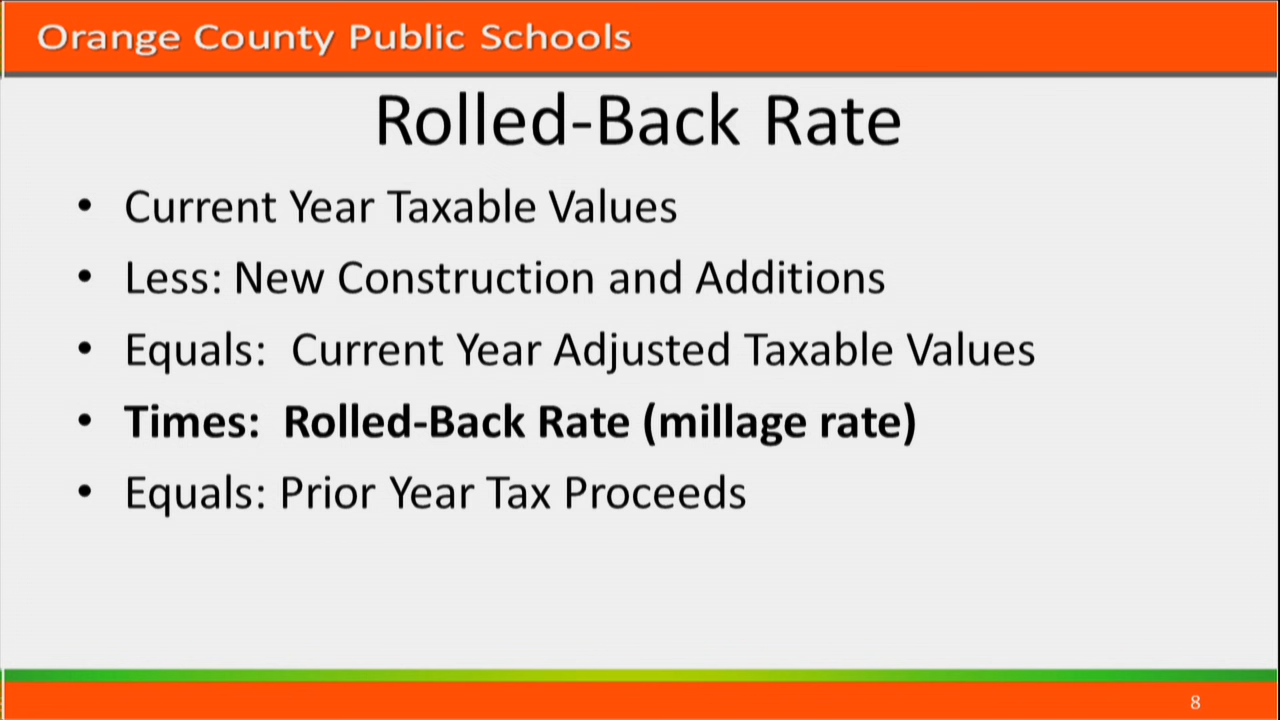 Orange County Public Schools
Rolled-Back Rate
• Current Year Taxable Values
• Less: New Construction and Additions
• Equals:  Current Year Adjusted Taxable Values
• Times:  Rolled-Back Rate (millage rate)
• Equals: Prior Year Tax Proceeds
8